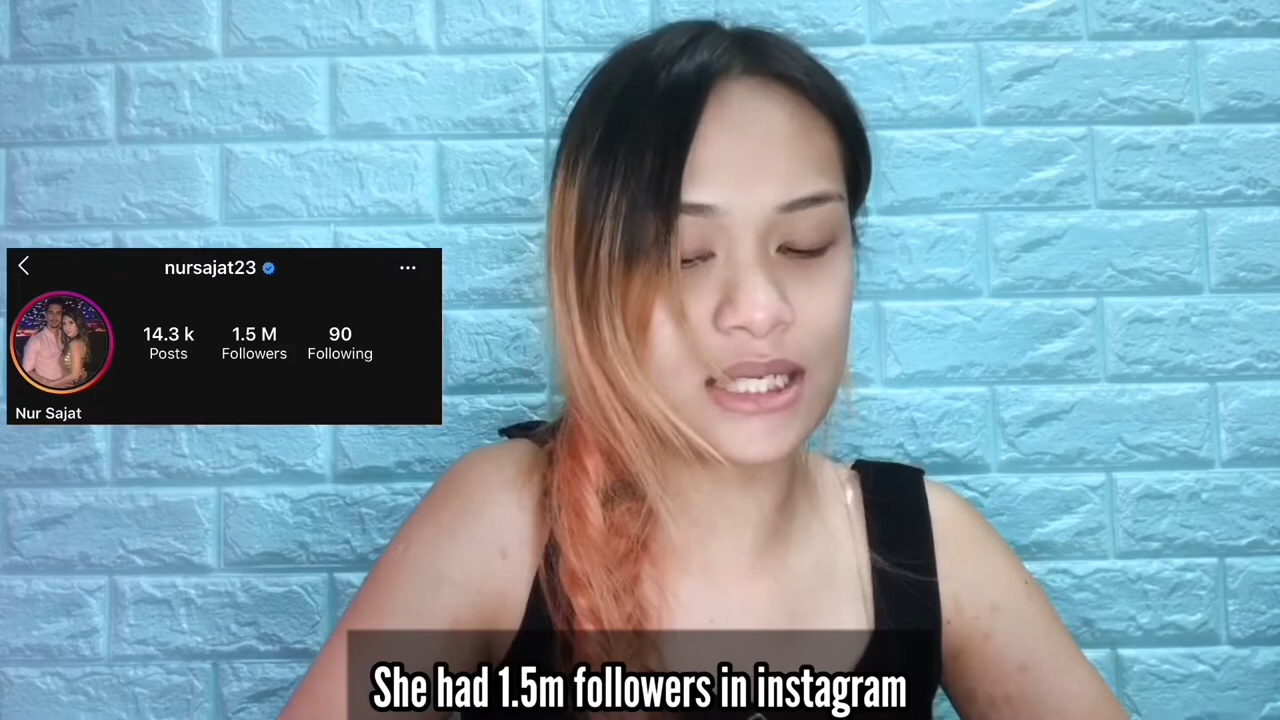 nursajat23
14.3 k 1.5 M 90
Posts Followers Following
Nur Sajat
She had 1.5m followers in instagram